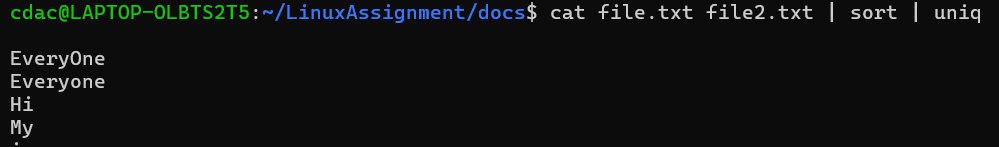 cdac@LAPTOP-OLBTS2T5:~/LinuxAssignment/docs$ cat file.txt file2.txt | sort | uniq
EveryOne
Everyone
Hi
My